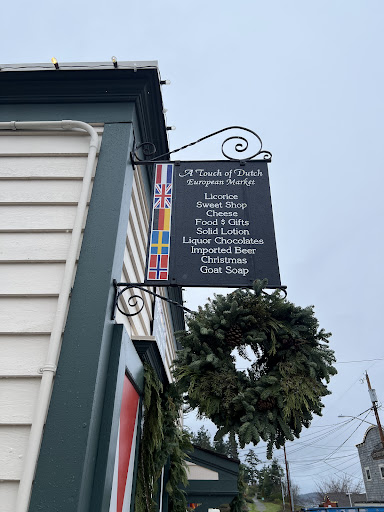 A Touch of Dutch
European Market
Licorice
Sweet Shop
Cheese
Food $ Gifts
Solid Lotion
Liquor Chocolates
Imported Beer
Christmas
Goat Soap